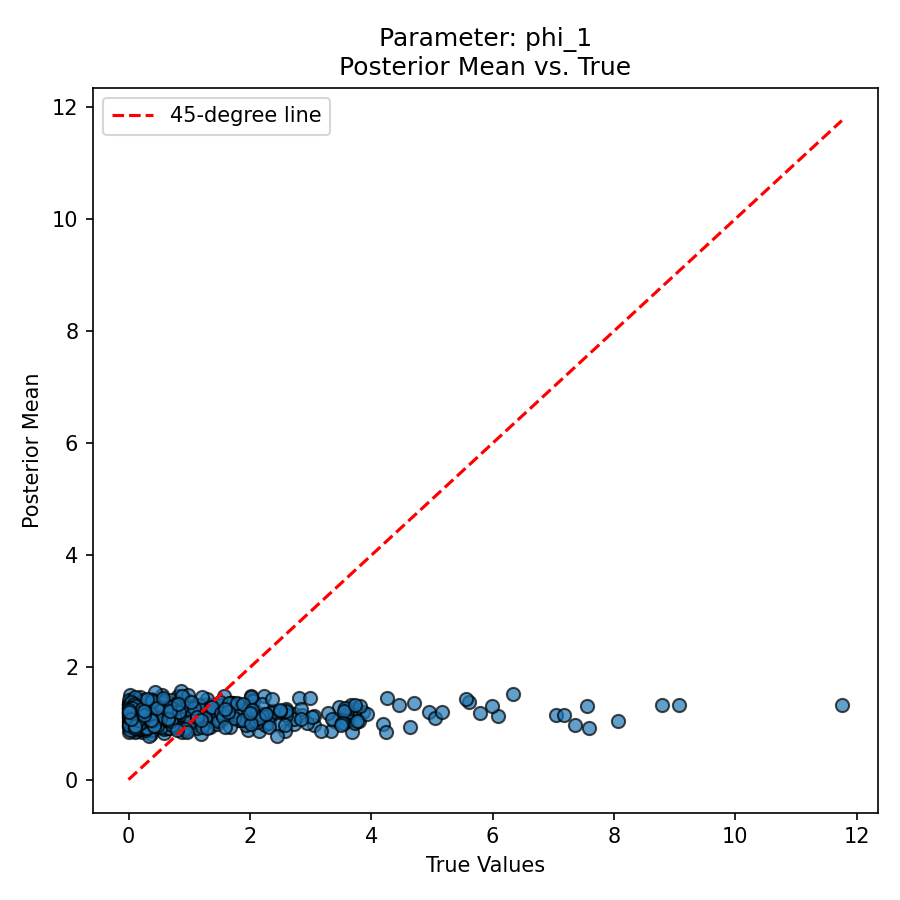 Parameter: phi_1
Posterior Mean vs. True
45-degree line
12
10
8
6
4
2
0
Posterior Mean
0 2 4 6 8 10 12
True Values